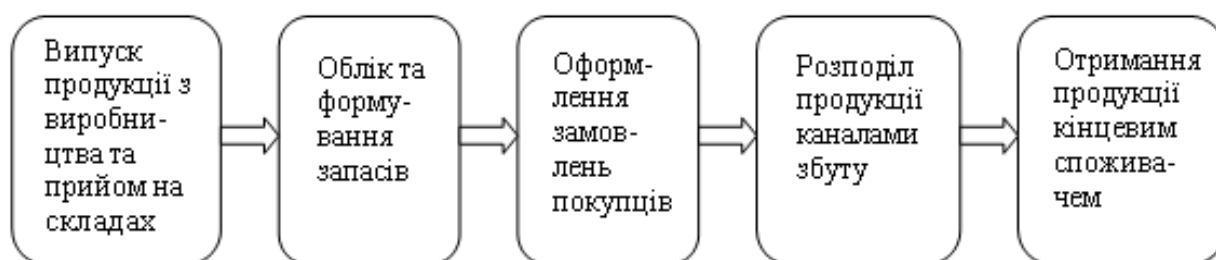 Випуск
продукції з
виробни-
цтва та
прийом на
складах
Облік та
форму-
вання
запасів
Оформ-
лення
замов-
лень
покупців
Розподіл
продукції
каналами
збуту
Отримання
продукції
кінцевим
спожива-
чем